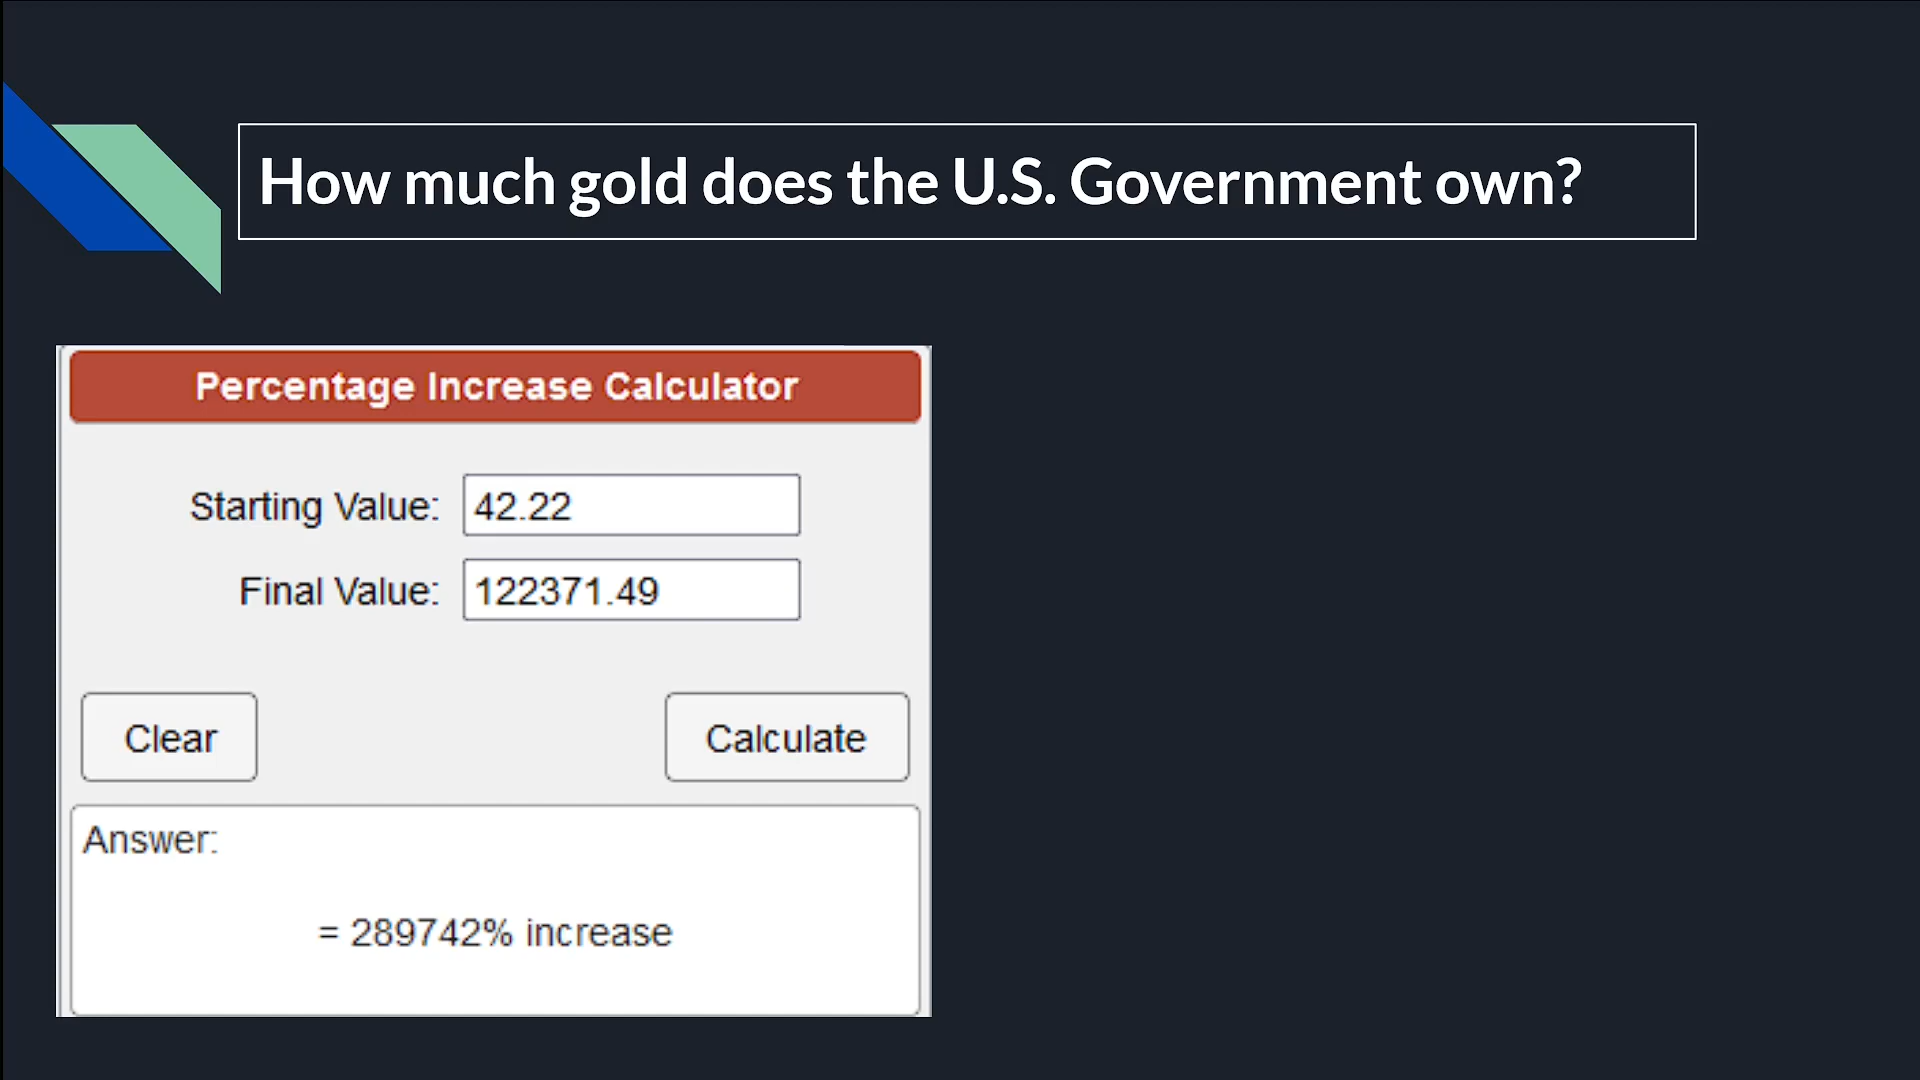 How much gold does the U.S. Government own?
Percentage Increase Calculator
Starting Value: 42.22
Final Value: 122371.49
Clear Calculate
Answer:
= 289742% increase